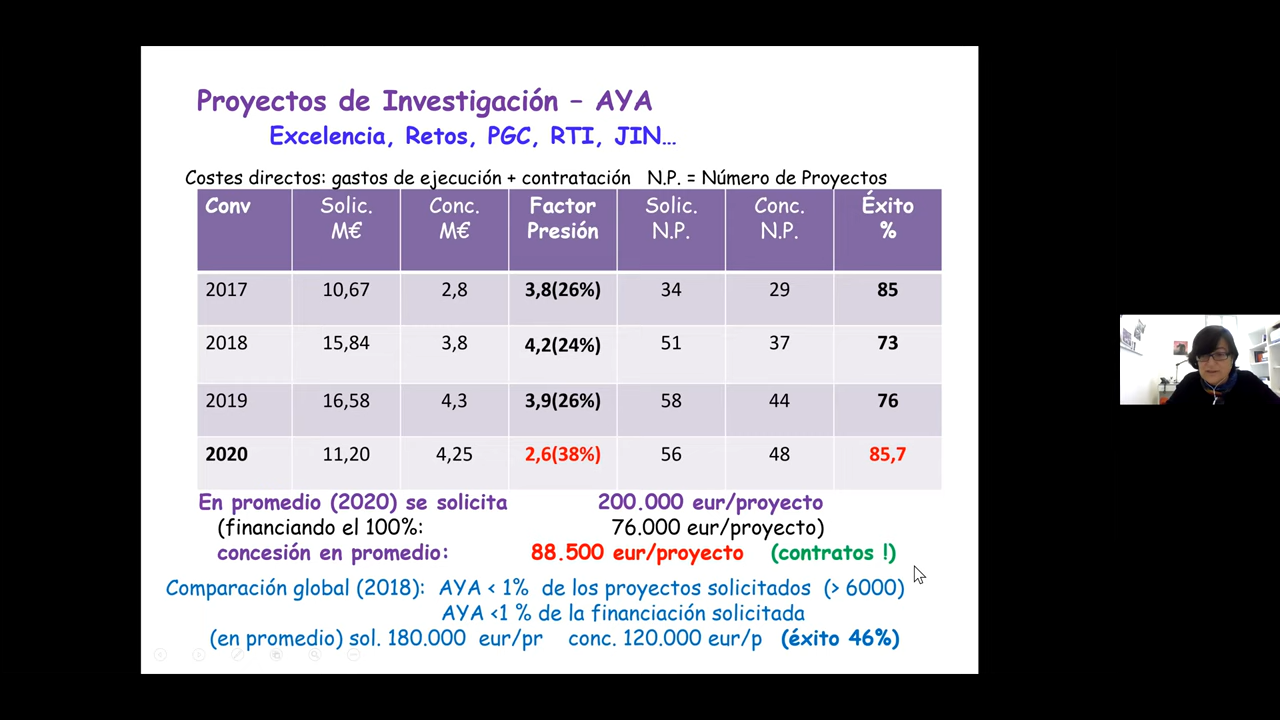 Proyectos de Investigación – AYA
Excelencia, Retos, PGC, RTI, JIN…
Costes directos: gastos de ejecución + contratación N.P. = Número de Proyectos
Conv Solic. M€ Conc. M€ Factor Presión Solic. N.P. Conc. N.P. Éxito %
2017 10,67 2,8 3,8(26%) 34 29 85
2018 15,84 3,8 4,2(24%) 51 37 73
2019 16,58 4,3 3,9(26%) 58 44 76
2020 11,20 4,25 2,6(38%) 56 48 85,7
En promedio (2020) se solicita 200.000 eur/proyecto
(financiando el 100%: 76.000 eur/proyecto)
concesión en promedio: 88.500 eur/proyecto (contratos !)
Comparación global (2018): AYA < 1% de los proyectos solicitados (> 6000)
AYA <1 % de la financiación solicitada
(en promedio) sol. 180.000 eur/pr conc. 120.000 eur/p (éxito 46%)